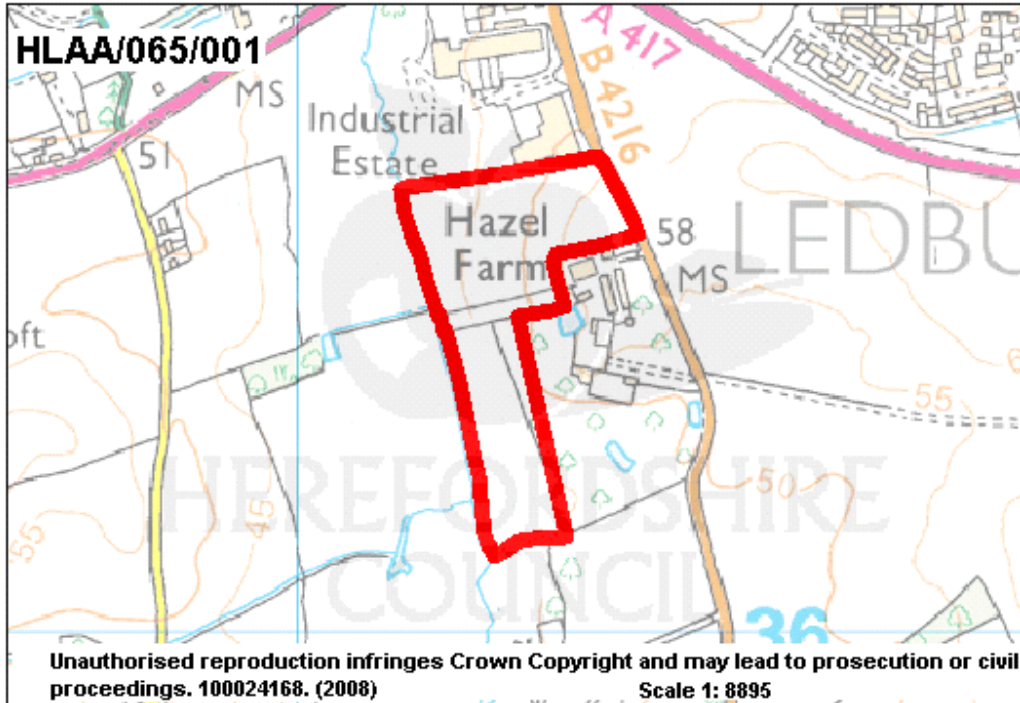 HLAA/065/001
A 417
B 4216
MS
Industrial
Estate
51
Hazel
Farm
58
MS
LEDBU
oft
55
HEREFORDSHIRE
COUNCIL
55
45
50
36
Unauthorised reproduction infringes Crown Copyright and may lead to prosecution or civil
proceedings. 100024168. (2008) Scale 1: 8895